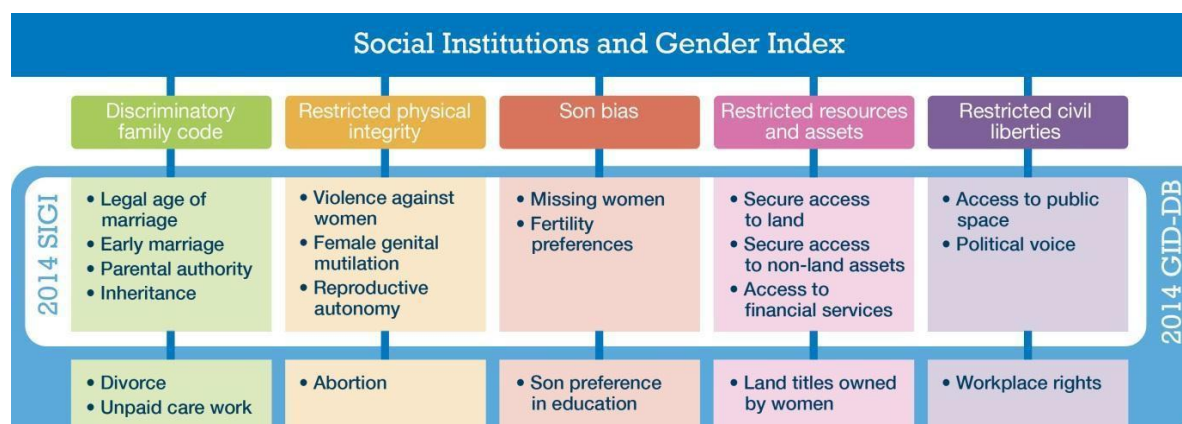 Social Institutions and Gender Index
Discriminatory
family code
Restricted physical
integrity
Son bias
Restricted resources
and assets
Restricted civil
liberties
2014 SIGI
• Legal age of
marriage
• Early marriage
• Parental authority
• Inheritance
• Violence against
women
• Female genital
mutilation
• Reproductive
autonomy
• Missing women
• Fertility
preferences
• Secure access
to land
• Secure access
to non-land assets
• Access to
financial services
• Access to public
space
• Political voice
2014 GID-DB
• Divorce
• Unpaid care work
• Abortion
• Son preference
in education
• Land titles owned
by women
• Workplace rights